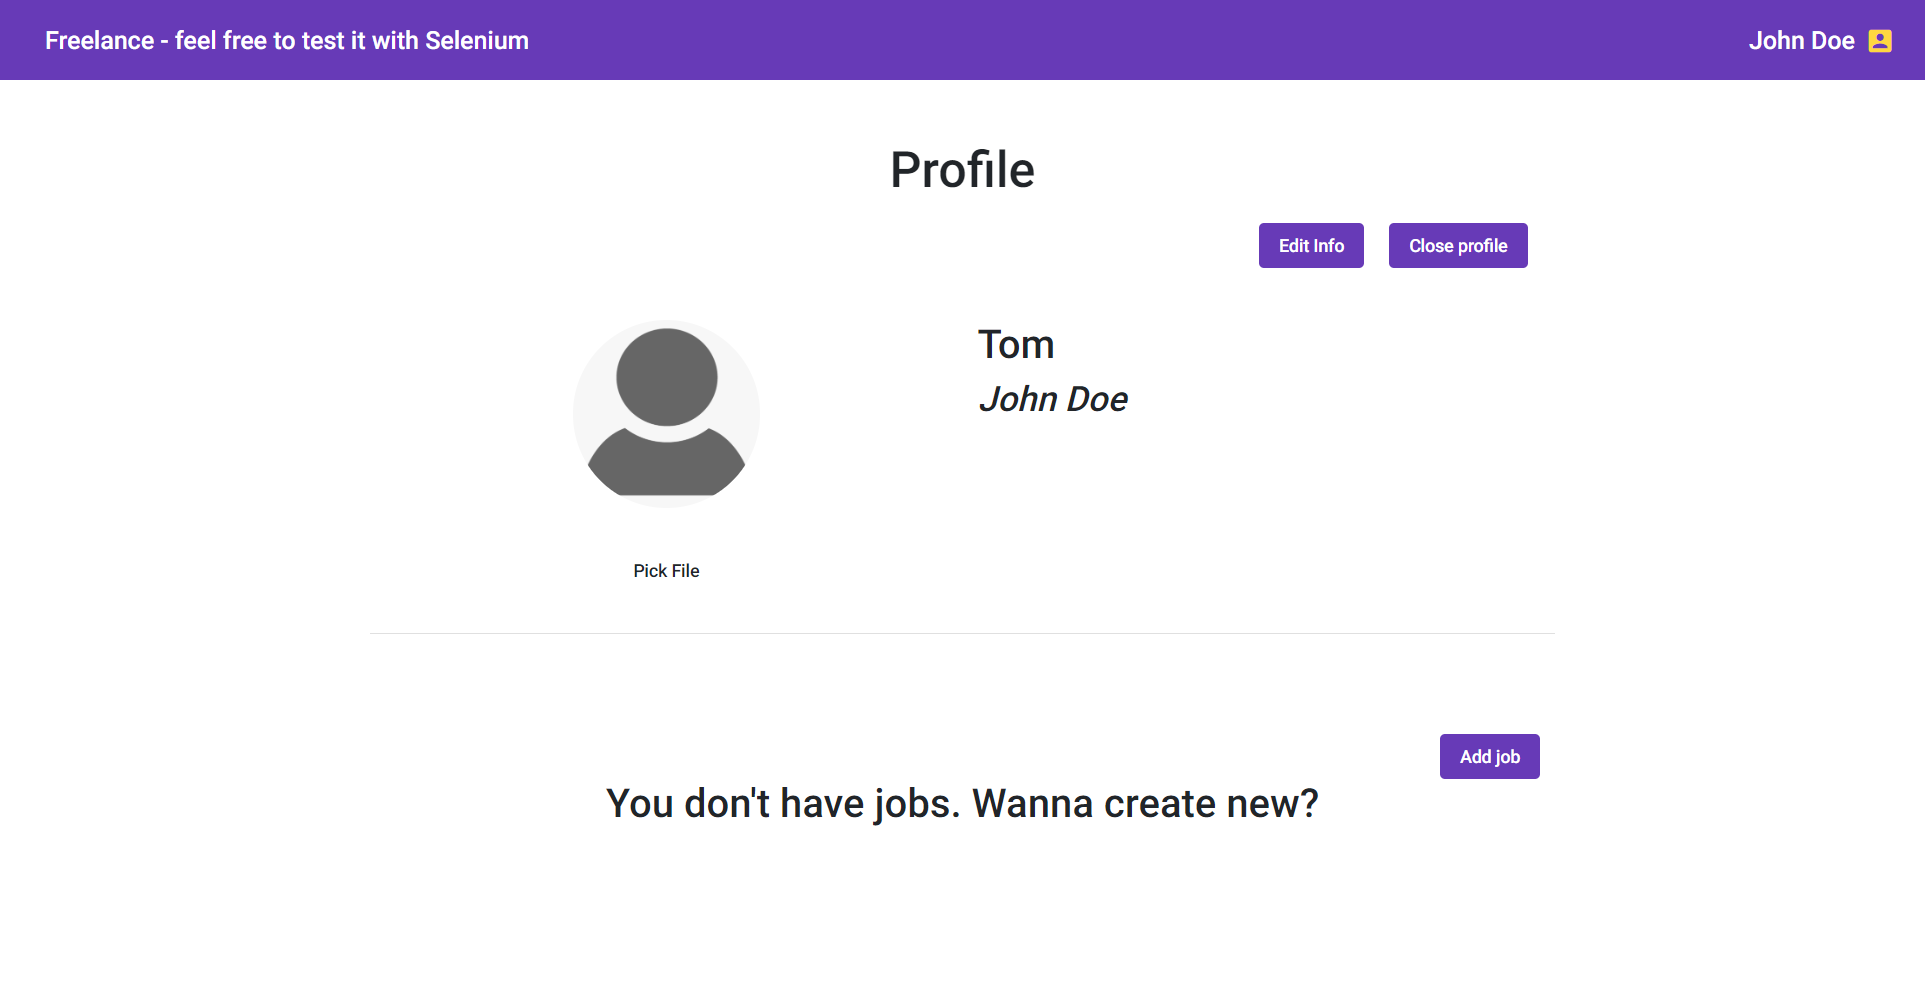 Freelance - feel free to test it with Selenium
John Doe
Profile
Edit Info
Close profile
Tom
John Doe
Pick File
Add job
You don't have jobs. Wanna create new?